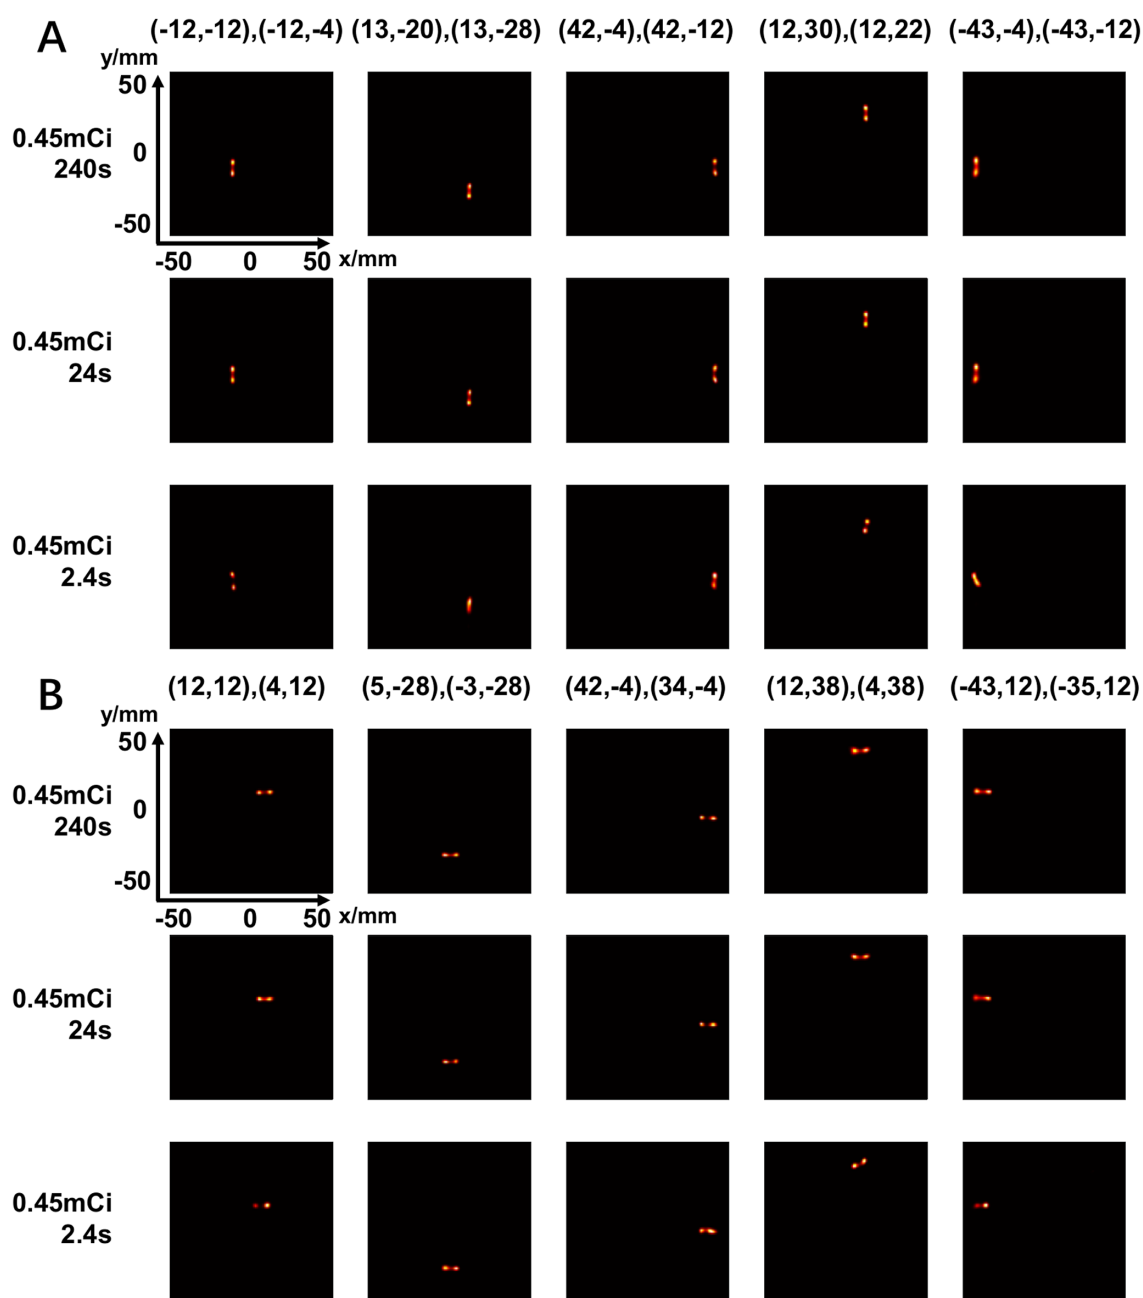 A
(-12,-12),(-12,-4) (13,-20),(13,-28) (42,-4),(42,-12) (12,30),(12,22) (-43,-4),(-43,-12)
y/mm
50
0.45mCi
240s
0
-50
-50 0 50 x/mm
0.45mCi
24s
0.45mCi
2.4s
B
(12,12),(4,12) (5,-28),(-3,-28) (42,-4),(34,-4) (12,38),(4,38) (-43,12),(-35,12)
y/mm
50
0.45mCi
240s
0
-50
-50 0 50 x/mm
0.45mCi
24s
0.45mCi
2.4s